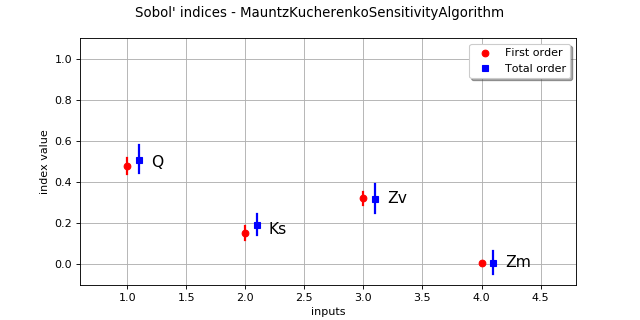 Sobol' indices - MauntzKucherenkoSensitivityAlgorithm
First order
Total order
index value
1.0
0.8
0.6
0.4
0.2
0.0
Q
Ks
Zv
Zm
1.0 1.5 2.0 2.5 3.0 3.5 4.0 4.5
inputs